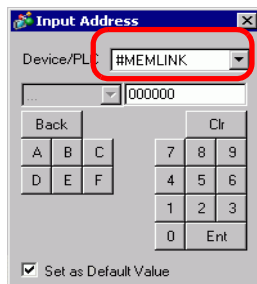 Input Address
Device/PLC #MEMLINK
... 000000
Back Clr
A B C 7 8 9
D E F 4 5 6
1 2 3
0 Ent
Set as Default Value